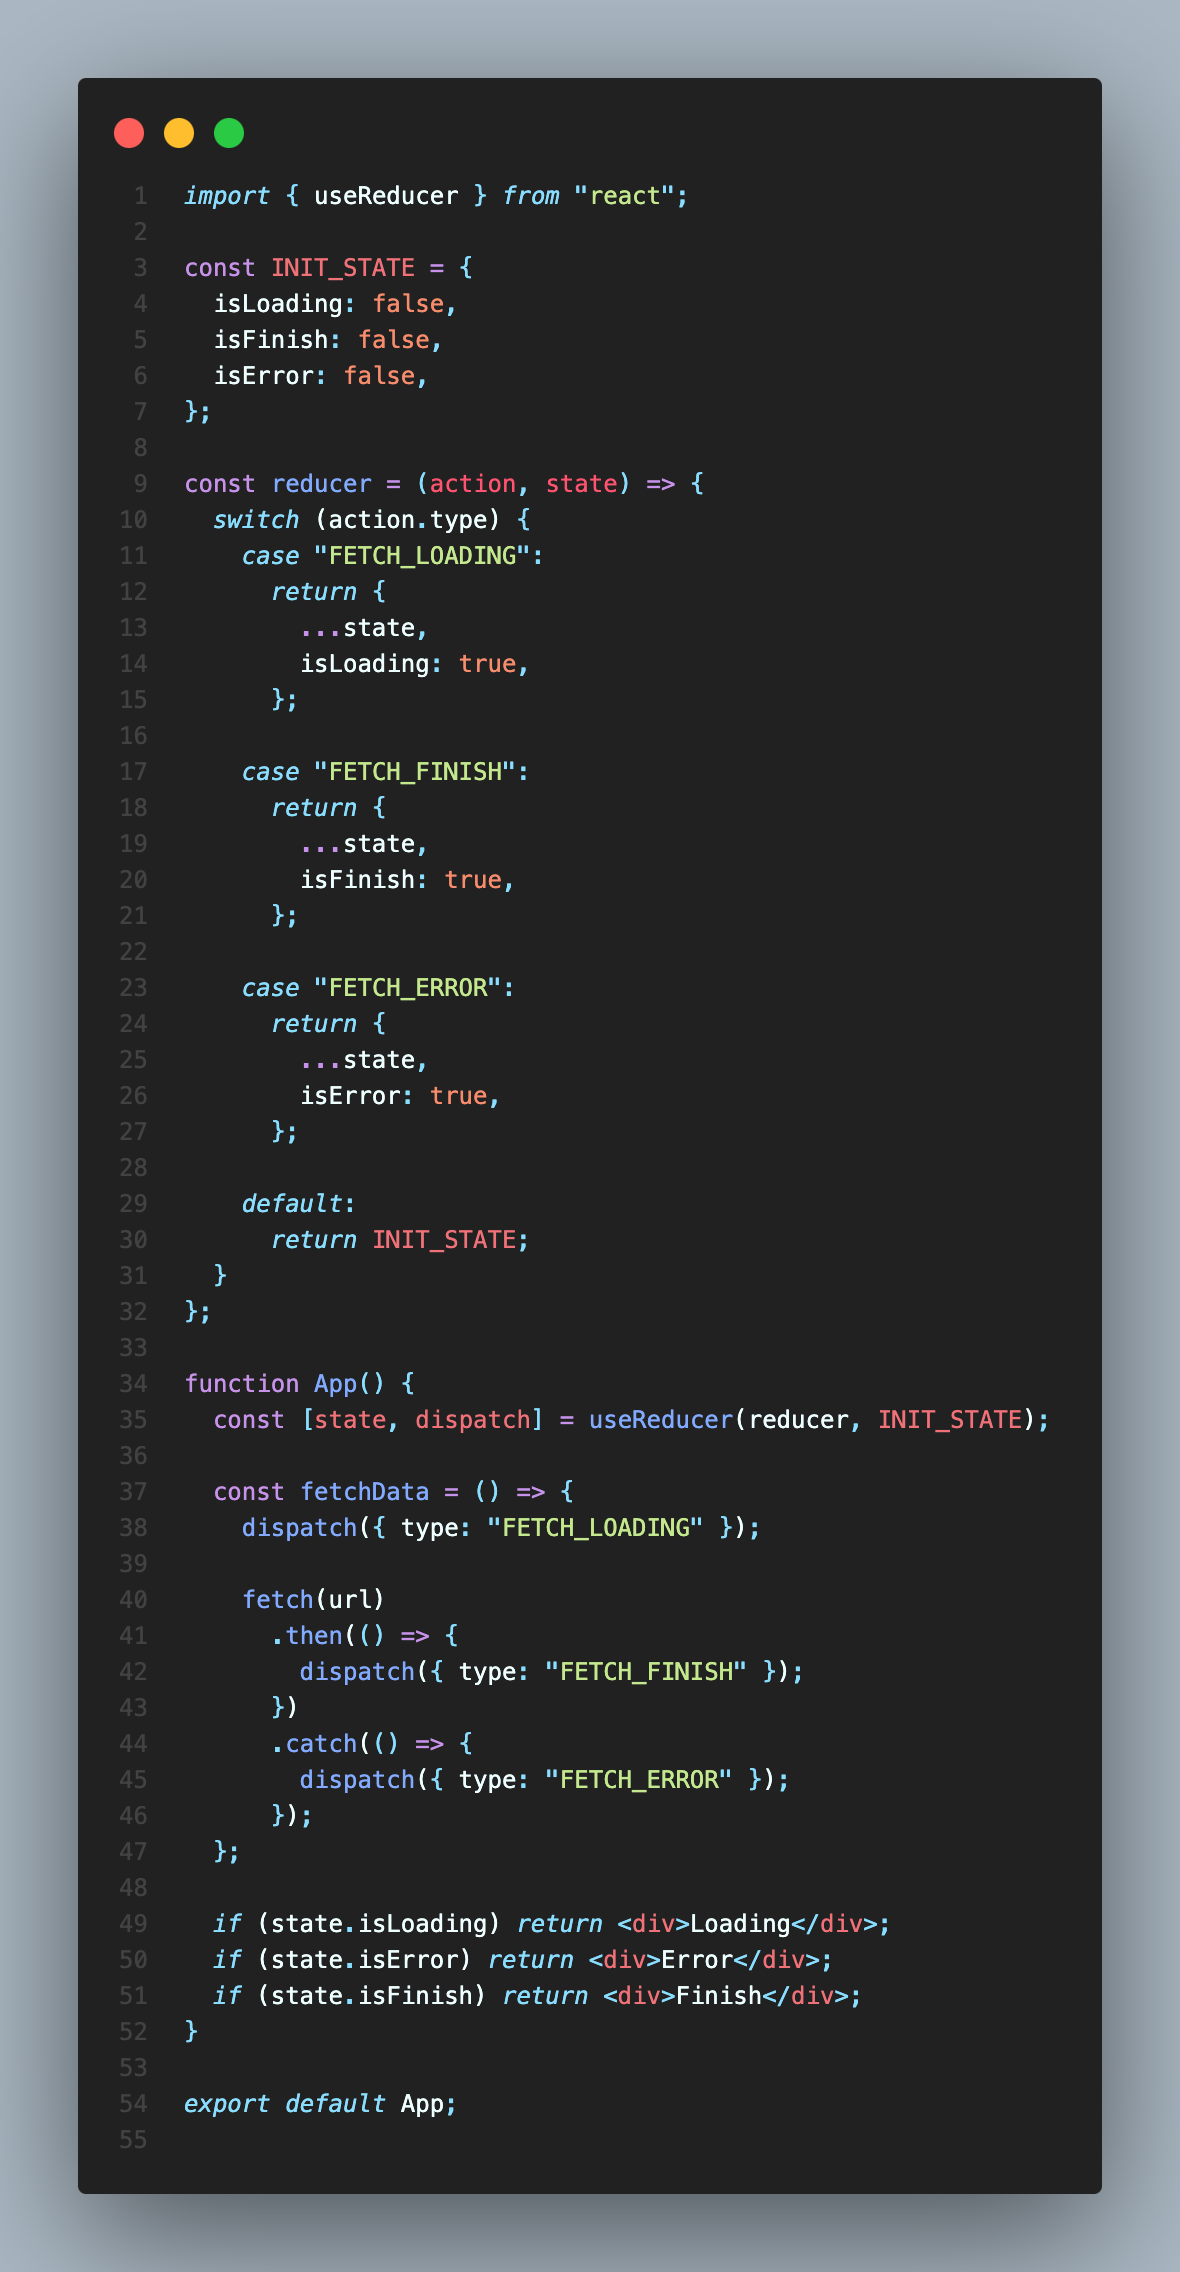 1 import { useReducer } from "react";
2
3 const INIT_STATE = {
4   isLoading: false,
5   isFinish: false,
6   isError: false,
7 };
8
9 const reducer = (action, state) => {
10   switch (action.type) {
11     case "FETCH_LOADING":
12       return {
13         ...state,
14         isLoading: true,
15       };
16
17     case "FETCH_FINISH":
18       return {
19         ...state,
20         isFinish: true,
21       };
22
23     case "FETCH_ERROR":
24       return {
25         ...state,
26         isError: true,
27       };
28
29     default:
30       return INIT_STATE;
31   }
32 };
33
34 function App() {
35   const [state, dispatch] = useReducer(reducer, INIT_STATE);
36
37   const fetchData = () => {
38     dispatch({ type: "FETCH_LOADING" });
39
40     fetch(url)
41       .then(() => {
42         dispatch({ type: "FETCH_FINISH" });
43       })
44       .catch(() => {
45         dispatch({ type: "FETCH_ERROR" });
46       });
47   };
48
49   if (state.isLoading) return <div>Loading</div>;
50   if (state.isError) return <div>Error</div>;
51   if (state.isFinish) return <div>Finish</div>;
52 }
53
54 export default App;
55